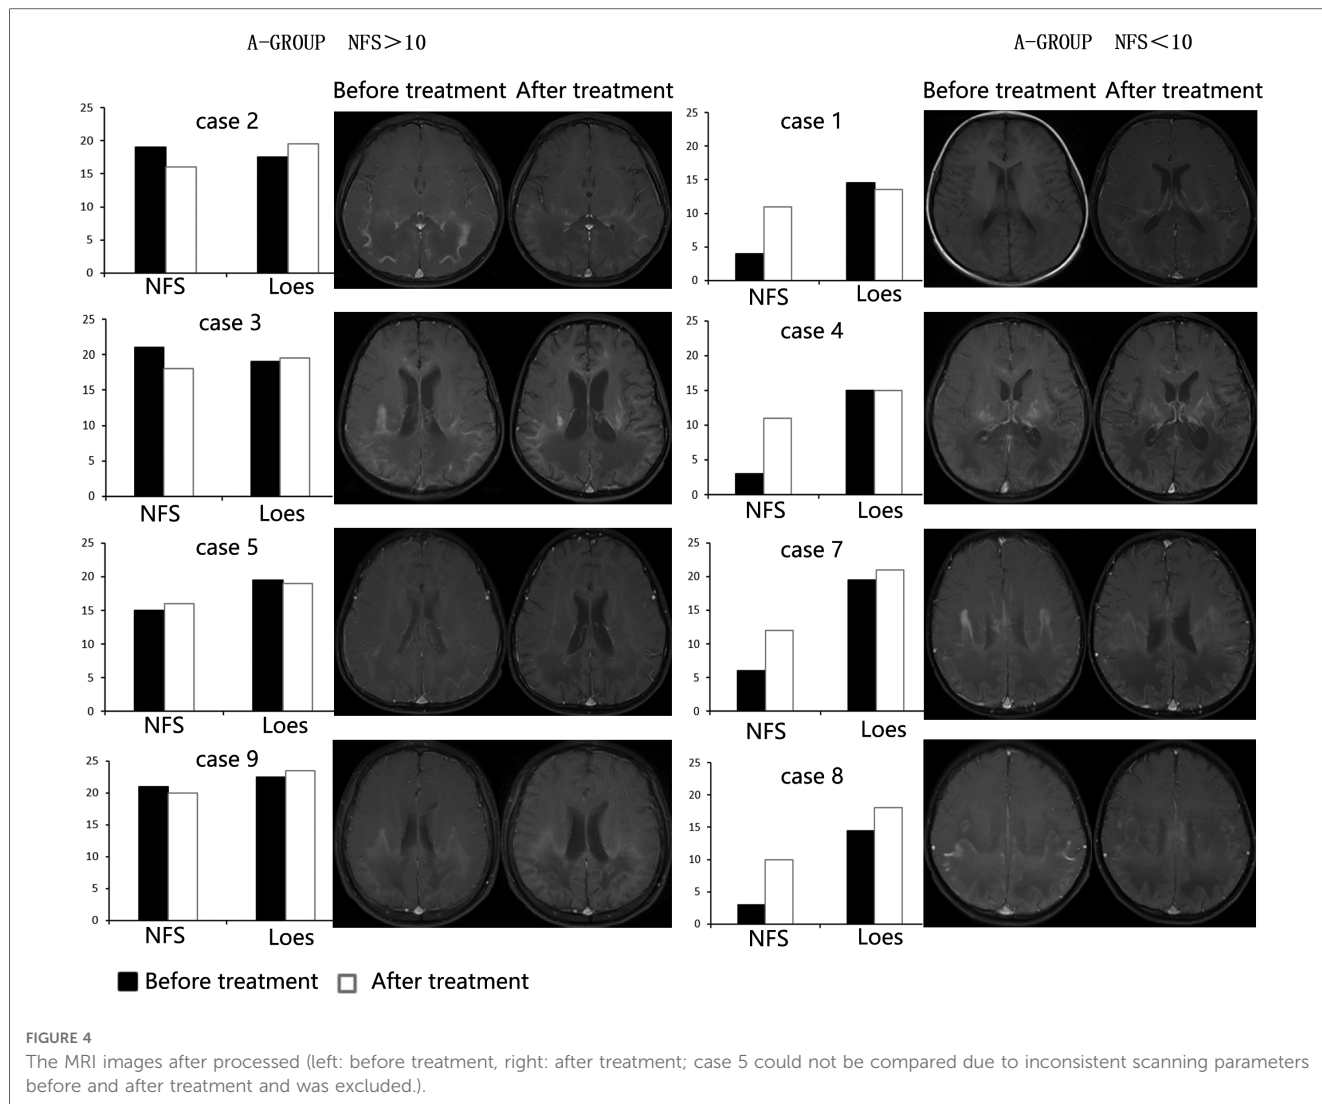 A-GROUP NFS＞10
A-GROUP NFS＜10
Before treatment After treatment
Before treatment After treatment
case 2
25
20
15
10
5
0
NFS Loes
case 1
25
20
15
10
5
0
NFS Loes
case 3
25
20
15
10
5
0
NFS Loes
case 4
25
20
15
10
5
0
NFS Loes
case 5
25
20
15
10
5
0
NFS Loes
case 7
25
20
15
10
5
0
NFS Loes
case 9
25
20
15
10
5
0
NFS Loes
case 8
25
20
15
10
5
0
NFS Loes
Before treatment After treatment
FIGURE 4
The MRI images after processed (left: before treatment, right: after treatment; case 5 could not be compared due to inconsistent scanning parameters
before and after treatment and was excluded.).